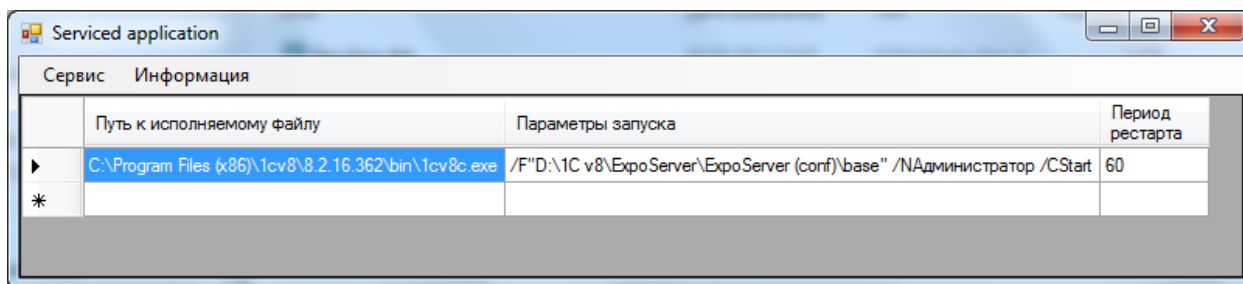 Serviced application
Сервис Информация
Путь к исполняемому файлу Параметры запуска Период рестарта
C:\Program Files (x86)\1cv8\8.2.16.362\bin\1cv8c.exe /F"D:\1C v8\ExpoServer\ExpoServer (conf)\base" /NАдминистратор /CStart 60